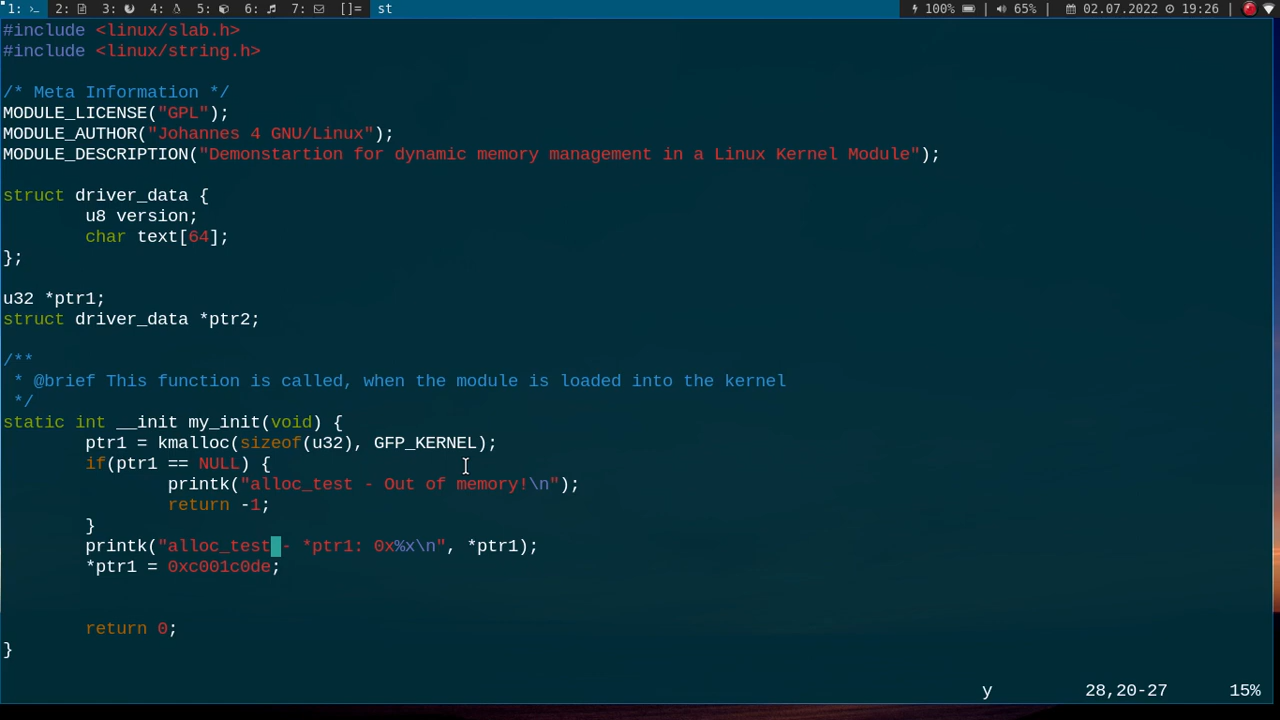 1: 2: 3: 4: 5: 6: 7: []= st 100% | 65% | 02.07.2022 19:26 |
#include <linux/slab.h>
#include <linux/string.h>
/* Meta Information */
MODULE_LICENSE("GPL");
MODULE_AUTHOR("Johannes 4 GNU/Linux");
MODULE_DESCRIPTION("Demonstartion for dynamic memory management in a Linux Kernel Module");
struct driver_data {
u8 version;
char text[64];
};
u32 *ptr1;
struct driver_data *ptr2;
/**
* @brief This function is called, when the module is loaded into the kernel
*/
static int __init my_init(void) {
ptr1 = kmalloc(sizeof(u32), GFP_KERNEL);
if(ptr1 == NULL) {
printk("alloc_test - Out of memory!\n");
return -1;
}
printk("alloc_test - *ptr1: 0x%x\n", *ptr1);
*ptr1 = 0xc001c0de;
return 0;
}
y 28,20-27 15%